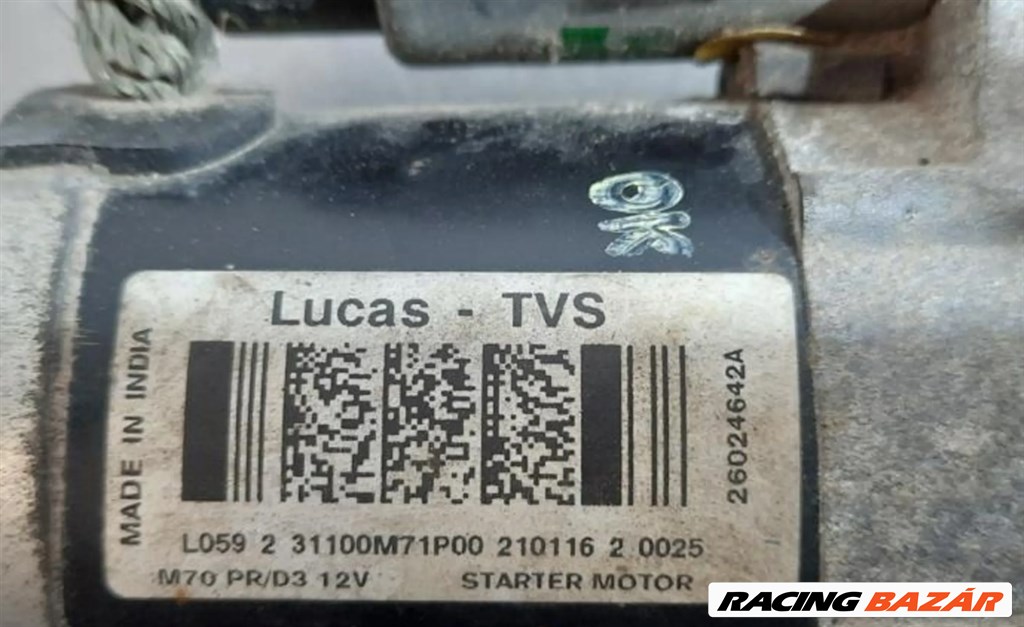 OK
Lucas - TVS
MADE IN INDIA
26024642A
L059 2 31100M71P00 210116 2 0025
M70 PR/D3 12V STARTER MOTOR
RACING BAZÁR